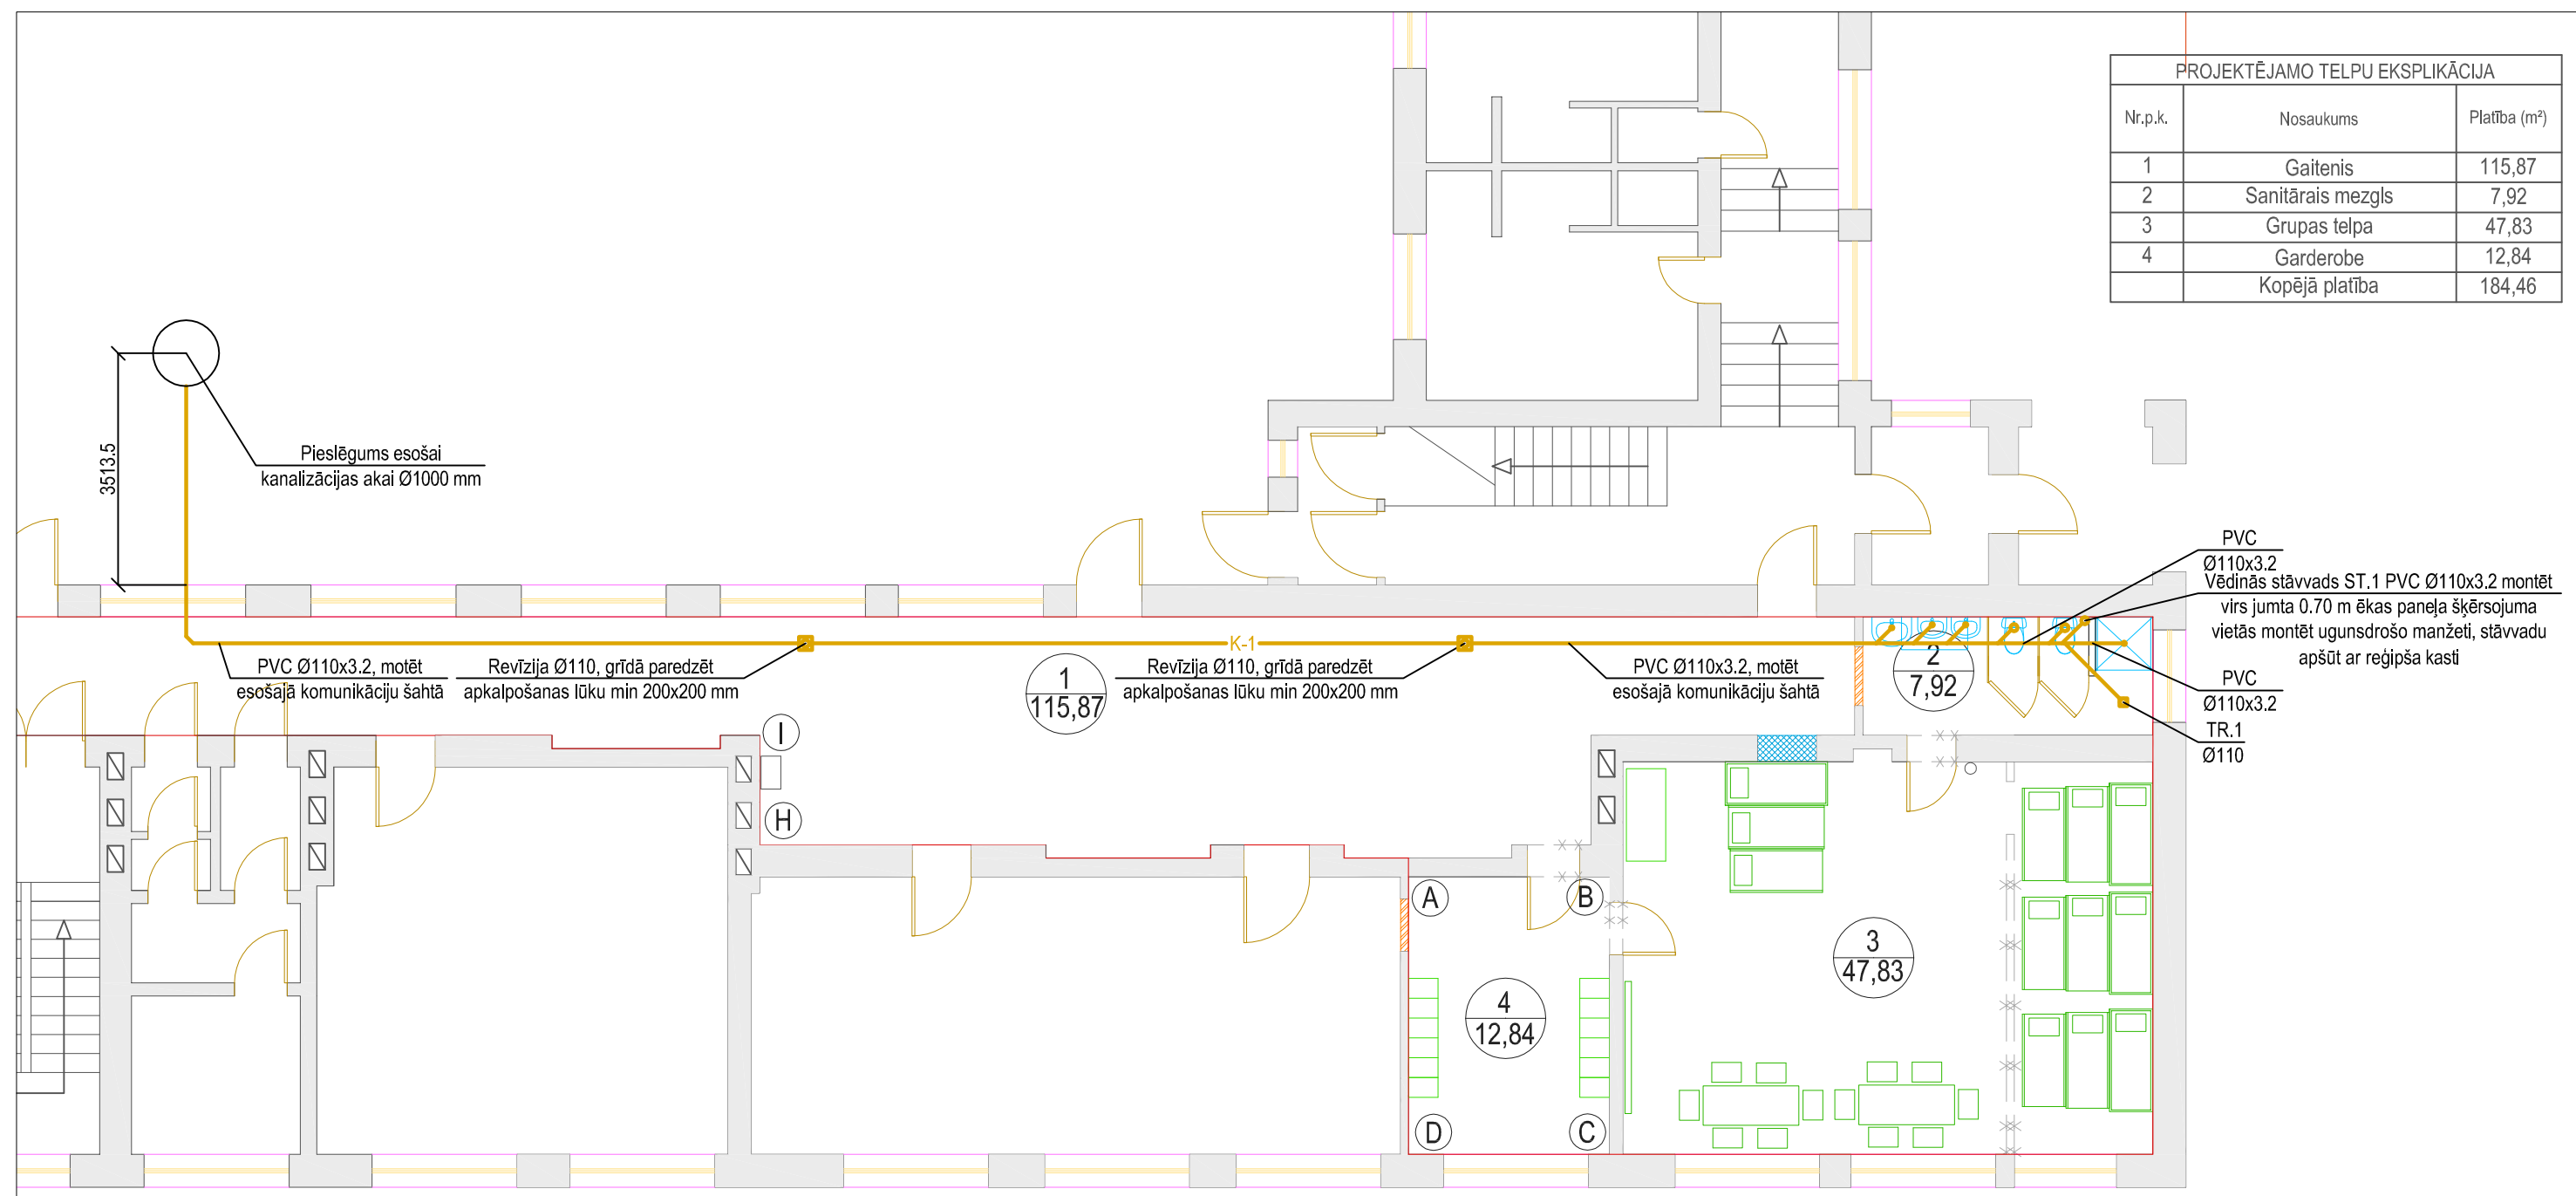 PROJEKTĒJAMO TELPU EKSPLIKĀCIJA
Nr.p.k. Nosaukums Platība (m²)
1 Gaitenis 115,87
2 Sanitārais mezgls 7,92
3 Grupas telpa 47,83
4 Garderobe 12,84
Kopējā platība 184,46
3513.5
Pieslēgums esošai
kanalizācijas akai Ø1000 mm
PVC
Ø110x3.2
Vēdinās stāvvads ST.1 PVC Ø110x3.2 montēt
virs jumta 0.70 m ēkas paneļa šķērsojuma
vietās montēt ugunsdrošo manžeti, stāvvadu
apšūt ar reģipša kasti
PVC
Ø110x3.2
TR.1
Ø110
K-1
PVC Ø110x3.2, motēt
esošajā komunikāciju šahtā
Revīzija Ø110, grīdā paredzēt
apkalpošanas lūku min 200x200 mm
1
115,87
Revīzija Ø110, grīdā paredzēt
apkalpošanas lūku min 200x200 mm
PVC Ø110x3.2, motēt
esošajā komunikāciju šahtā
2
7,92
I
H
A
B
3
47,83
4
12,84
D
C